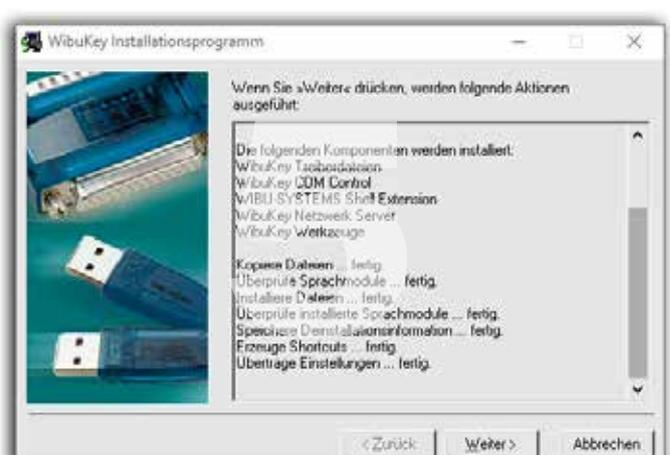 WibuKey Installationsprogramm
Wenn Sie »Weiter« drücken, werden folgende Aktionen
ausgeführt:
Die folgenden Komponenten werden installiert:
WibuKey Treiberdateien
WibuKey COM Control
WIBU-SYSTEMS Shell Extension
WibuKey Netzwerk Server
WibuKey Werkzeuge
Kopiere Dateien ... fertig.
Überprüfe Sprachmodule ... fertig.
Installiere Dateien ... fertig.
Überprüfe installierte Sprachmodule ... fertig.
Speichere Deinstallationsinformation ... fertig.
Erzeuge Shortcuts ... fertig.
Übertrage Einstellungen ... fertig.
< Zurück
Weiter >
Abbrechen